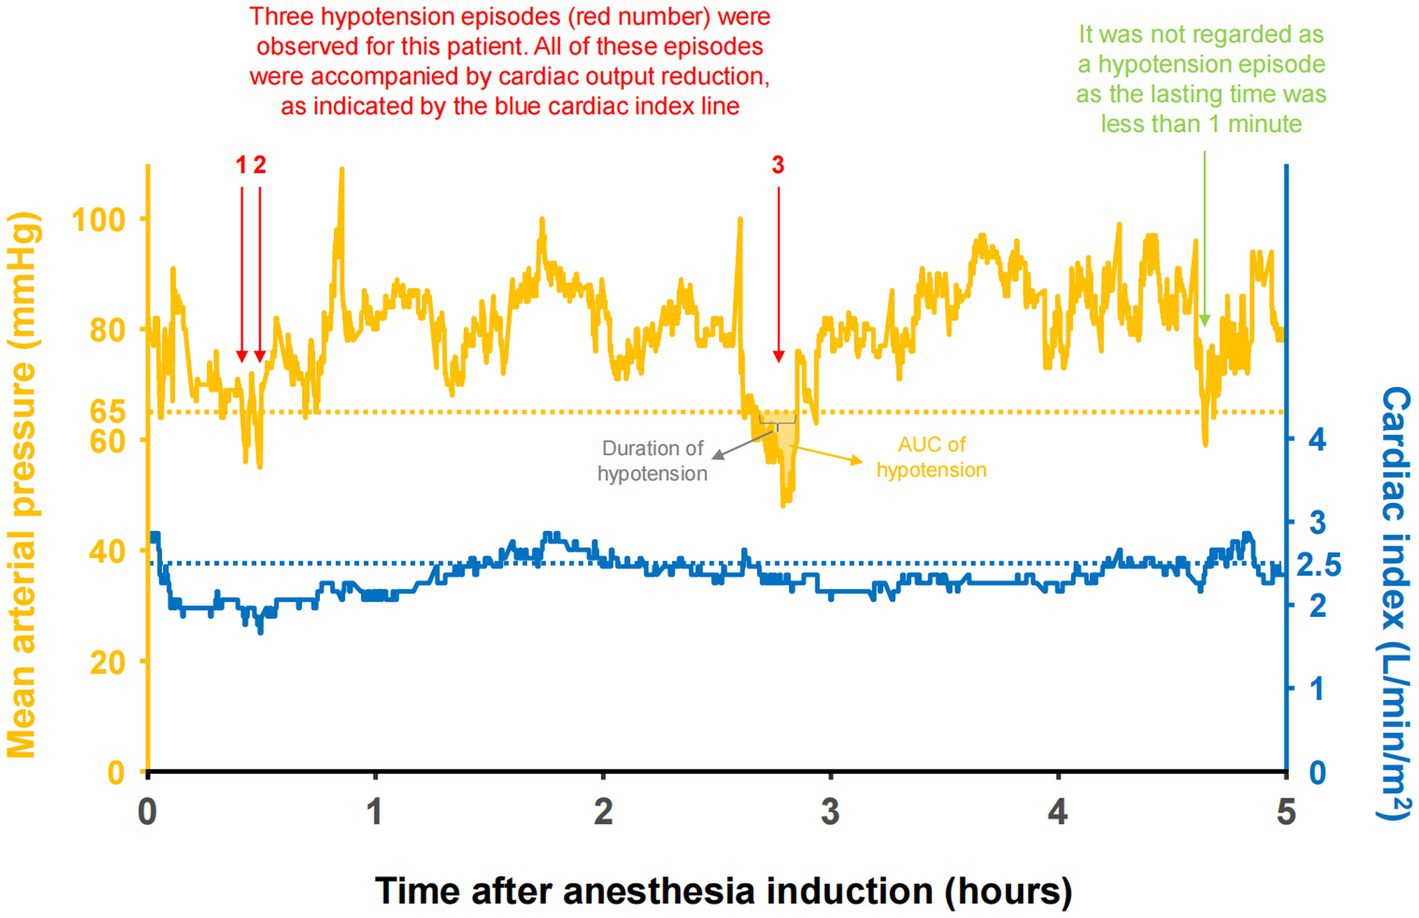 Three hypotension episodes (red number) were
observed for this patient. All of these episodes
were accompanied by cardiac output reduction,
as indicated by the blue cardiac index line
It was not regarded as
a hypotension episode
as the lasting time was
less than 1 minute
1 2
3
Mean arterial pressure (mmHg)
100
80
65
60
40
20
0
Duration of
hypotension
AUC of
hypotension
4
3
2.5
2
1
0
Cardiac index (L/min/m²)
0 1 2 3 4 5
Time after anesthesia induction (hours)